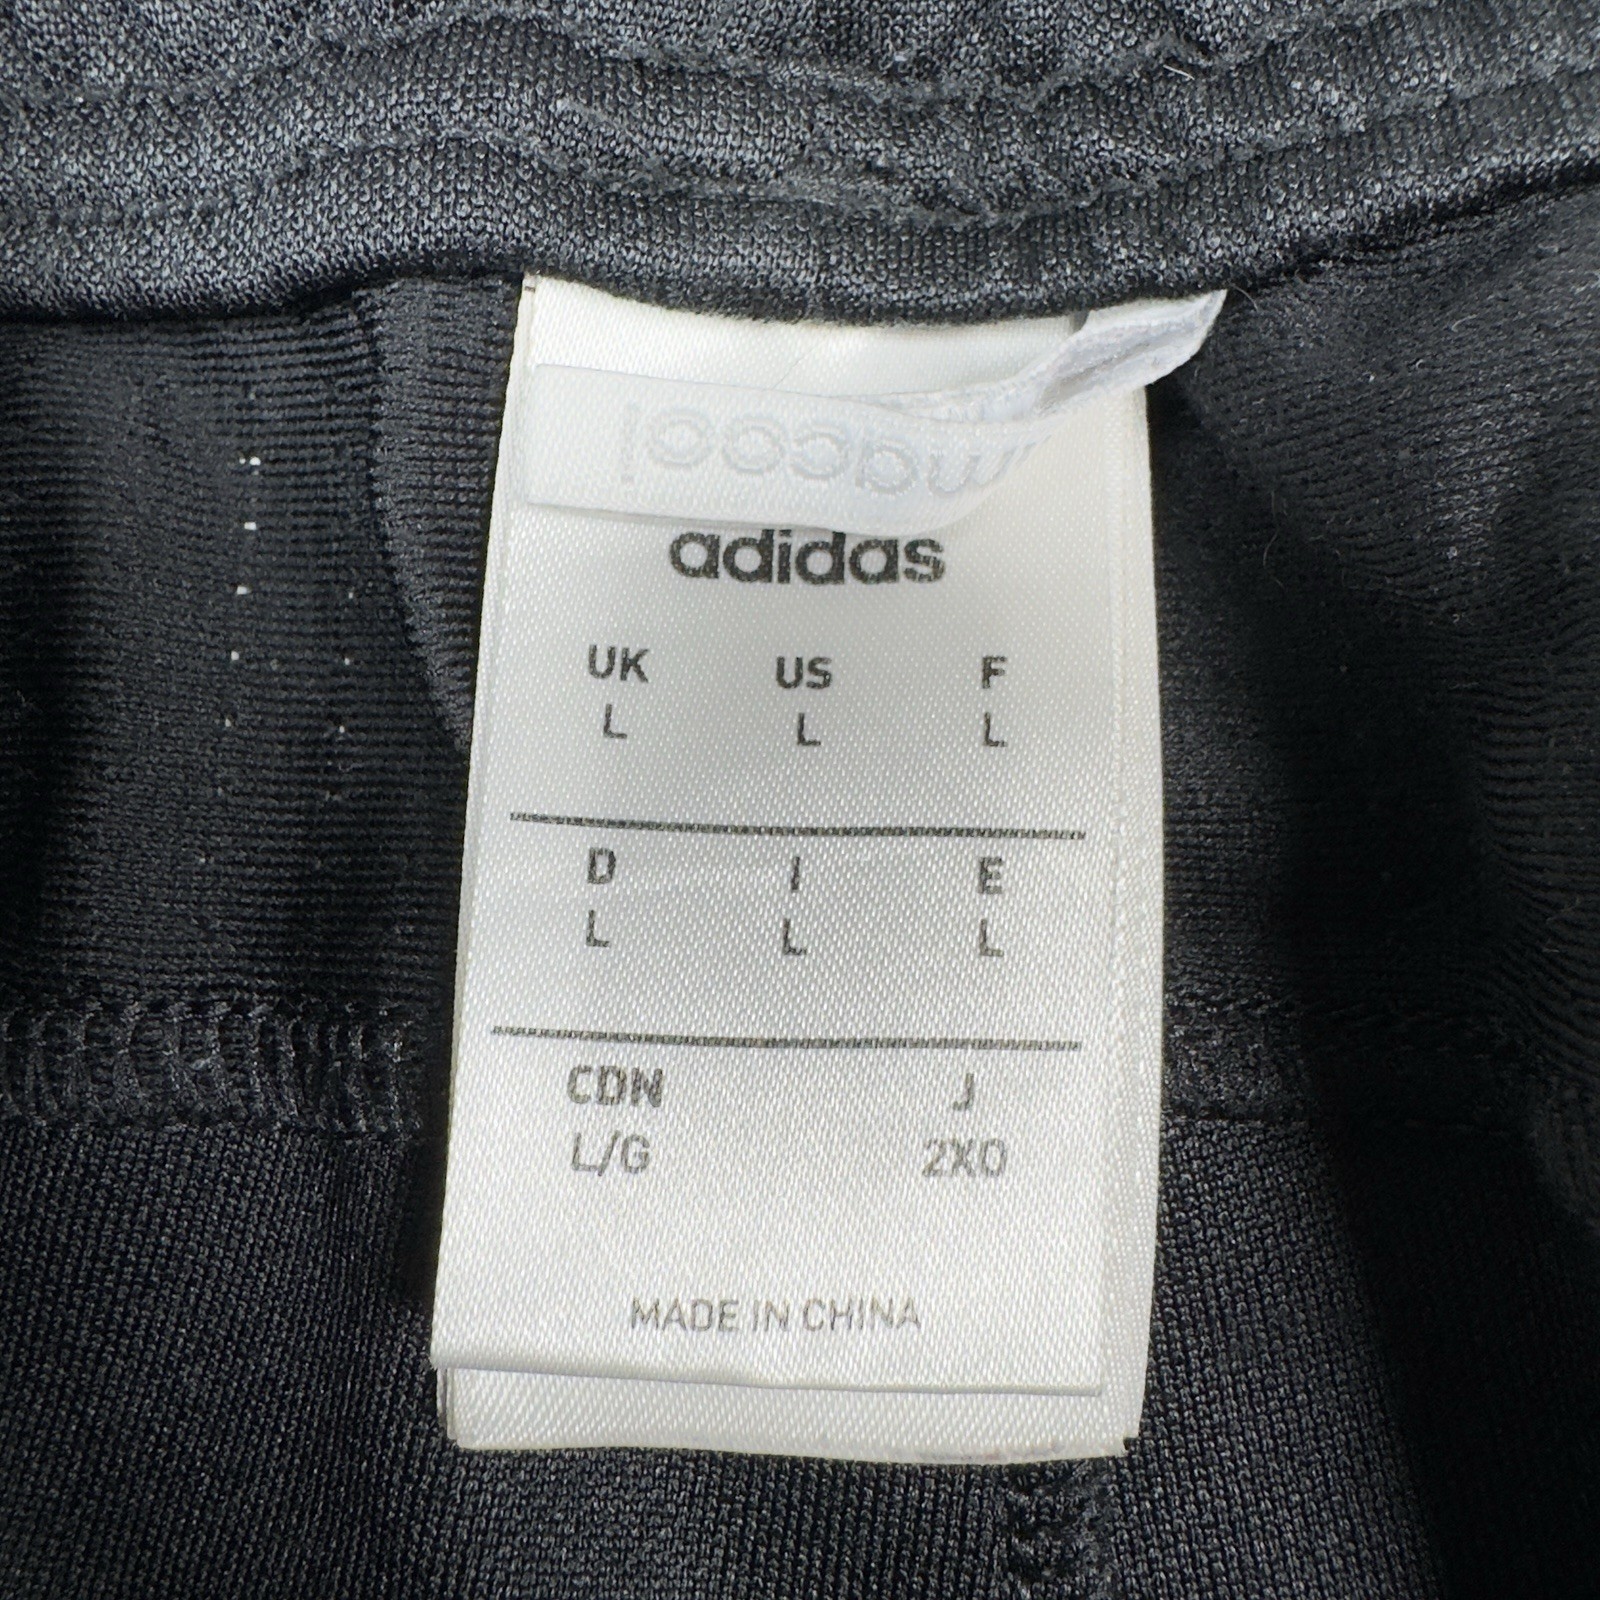 adidas
UK US F
L L L
D I E
L L L
CDN J
L/G 2XO
MADE IN CHINA